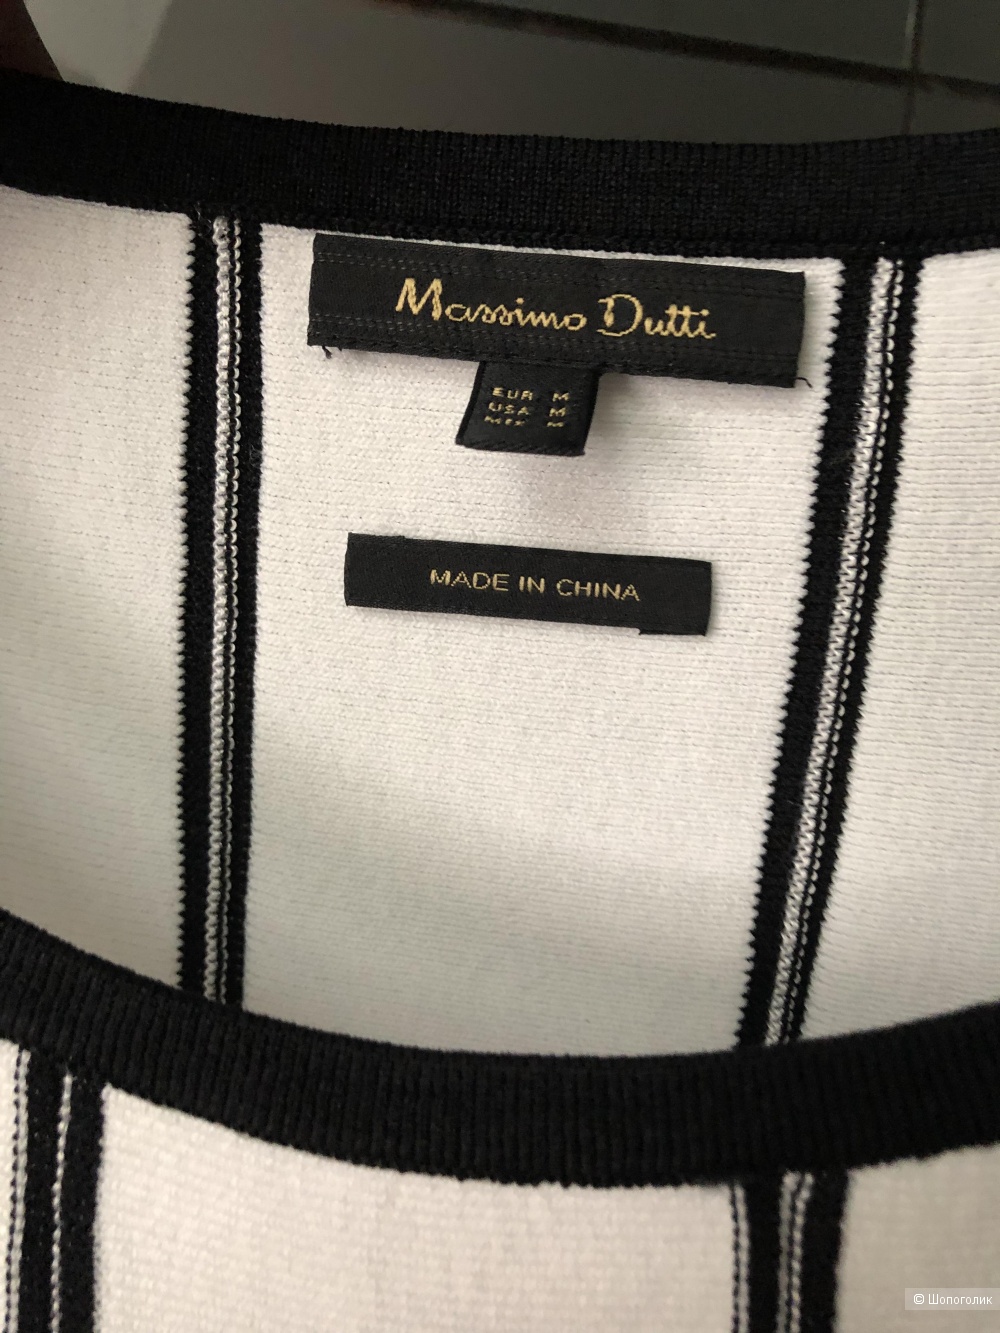 Massimo Dutti
EUR M
USA M
MEX M
MADE IN CHINA
© Шопоголик